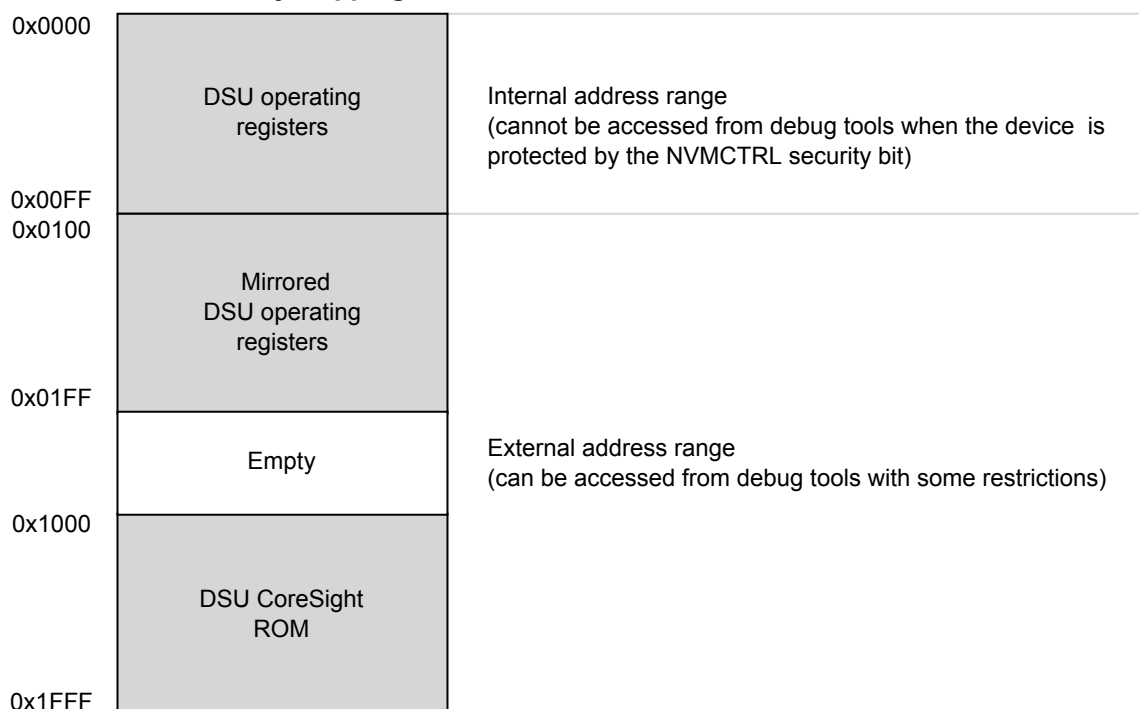 0x0000
DSU operating
registers
Internal address range
(cannot be accessed from debug tools when the device is
protected by the NVMCTRL security bit)
0x00FF
0x0100
Mirrored
DSU operating
registers
0x01FF
Empty
External address range
(can be accessed from debug tools with some restrictions)
0x1000
DSU CoreSight
ROM
0x1FFF